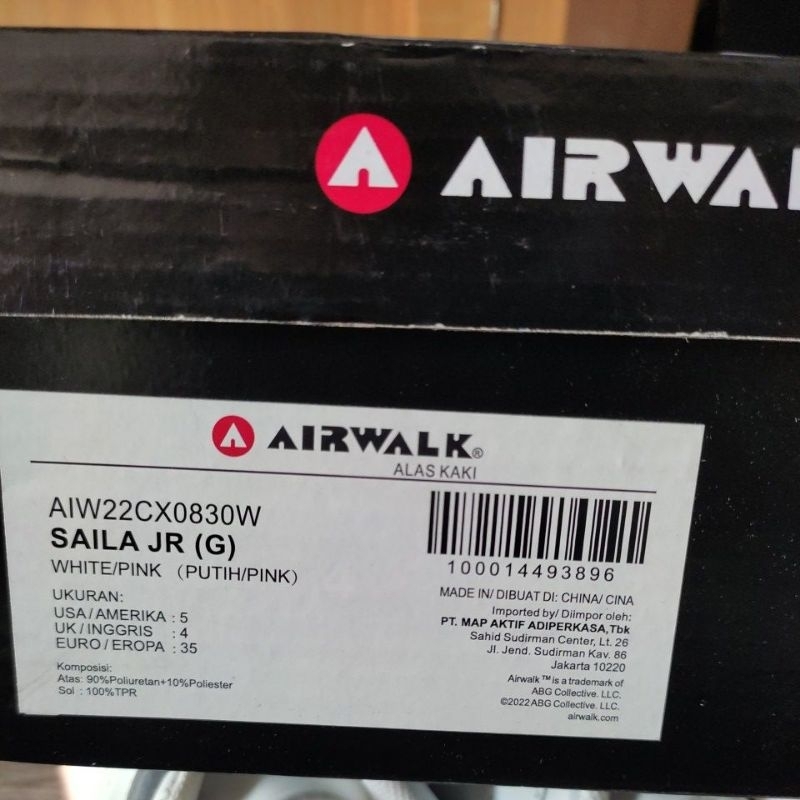 AIRWAL
AIRWALK®
ALAS KAKI
AIW22CX0830W
SAILA JR (G)
WHITE/PINK (PUTIH/PINK)
UKURAN:
USA/AMERIKA : 5
UK/INGGRIS : 4
EURO/EROPA : 35
Komposisi:
Atas: 90%Poliuretan+10%Poliester
Sol : 100%TPR
100014493896
MADE IN/ DIBUAT DI: CHINA/ CINA
Imported by/ Diimpor oleh:
PT. MAP AKTIF ADIPERKASA,Tbk
Sahid Sudirman Center, Lt. 26
Jl. Jend. Sudirman Kav. 86
Jakarta 10220
Airwalk™ is a trademark of
ABG Collective. LLC.
©2022 ABG Collective. LLC.
airwalk.com